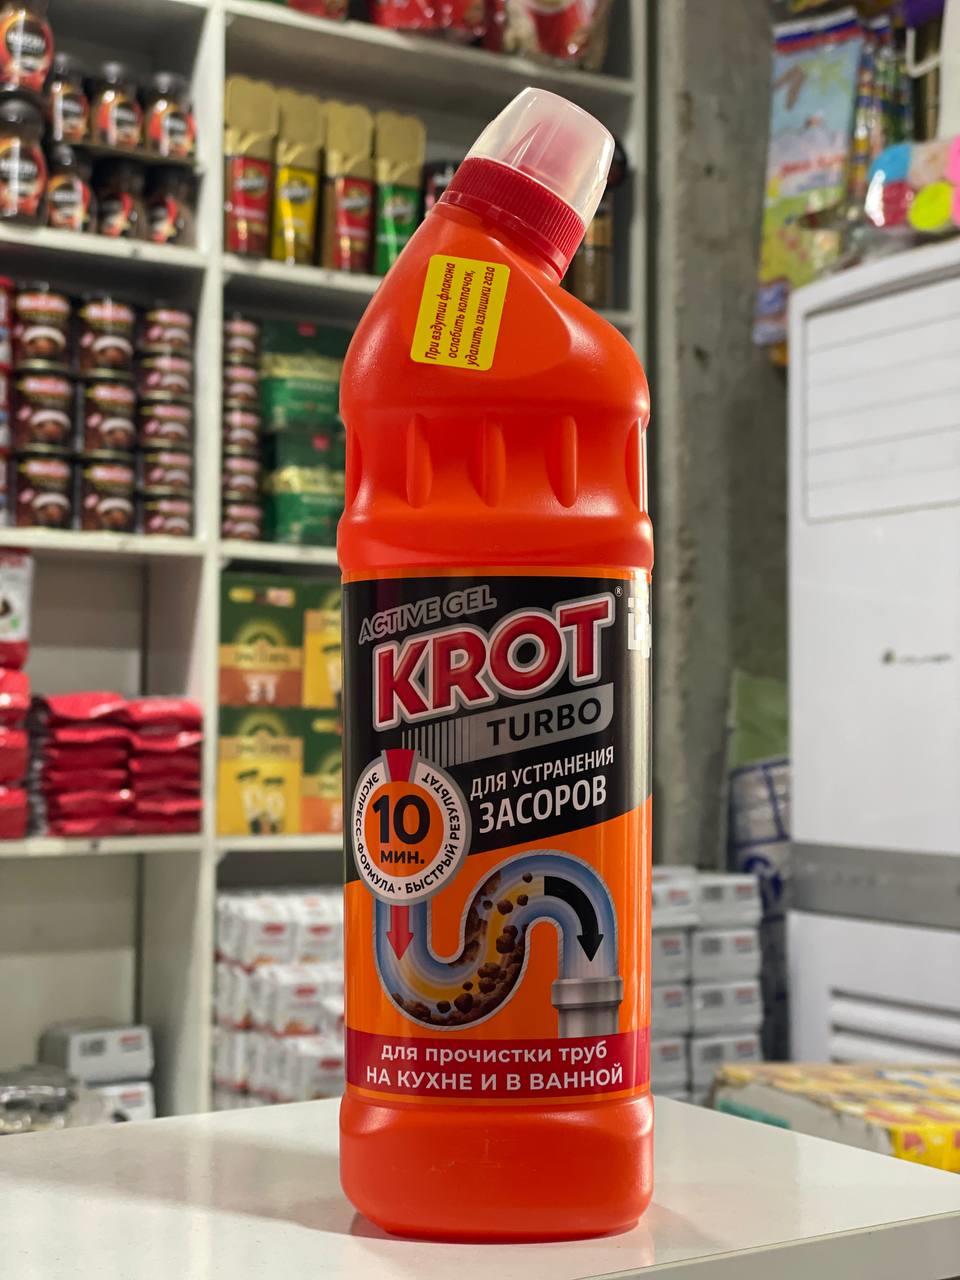 При вздутии флакона
ослабить колпачок,
удалить излишки газа
ACTIVE GEL
KROT®
TURBO
ДЛЯ УСТРАНЕНИЯ
ЗАСОРОВ
ЭКСПРЕСС-ФОРМУЛА • БЫСТРЫЙ РЕЗУЛЬТАТ
10
МИН.
для прочистки труб
НА КУХНЕ И В ВАННОЙ